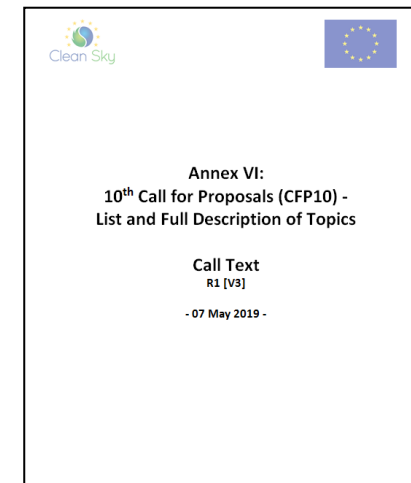 Clean Sky
Annex VI:
10th Call for Proposals (CFP10) -
List and Full Description of Topics
Call Text
R1 [V3]
- 07 May 2019 -